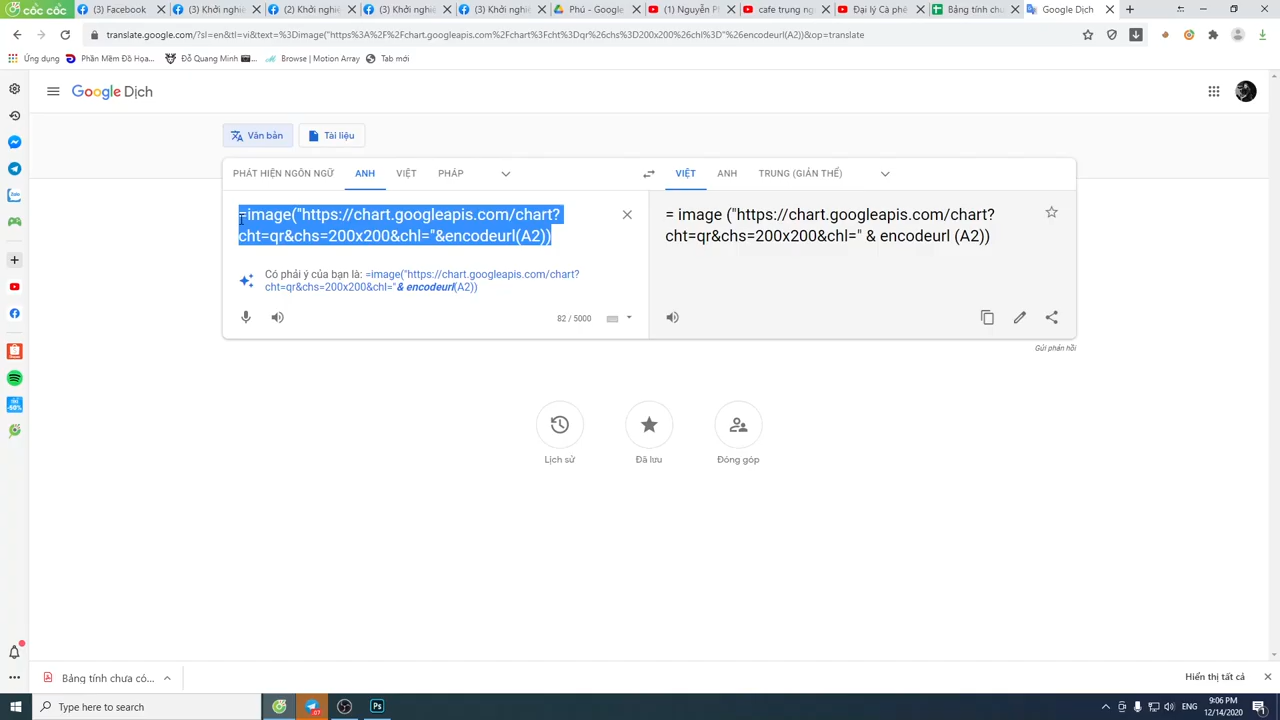 cốc cốc
(3) Facebook
(3) Khởi nghiệ
(2) Khởi nghiệ
(3) Khởi nghiệ
(3) Khởi nghiệ
Phú - Google
(1) Nguyễn P
cafe trung ng
Đại lý Cà phê
Bảng tính chư
Google Dịch
translate.google.com/?sl=en&tl=vi&text=%3Dimage("https%3A%2F%2Fchart.googleapis.com%2Fchart%3Fcht%3Dqr%26chs%3D200x200%26chl%3D"%26encodeurl(A2))&op=translate
Ứng dụng
Phần Mềm Đồ Họa...
Đỗ Quang Minh
Browse | Motion Array
Tab mới
Google Dịch
Văn bản
Tài liệu
PHÁT HIỆN NGÔN NGỮ
ANH
VIỆT
PHÁP
VIỆT
ANH
TRUNG (GIẢN THỂ)
=image("https://chart.googleapis.com/chart?
cht=qr&chs=200x200&chl="&encodeurl(A2))
= image ("https://chart.googleapis.com/chart?
cht=qr&chs=200x200&chl=" & encodeurl (A2))
Có phải ý của bạn là: =image("https://chart.googleapis.com/chart?
cht=qr&chs=200x200&chl="& encodeurl(A2))
82 / 5000
Gửi phản hồi
Lịch sử
Đã lưu
Đóng góp
Bảng tính chưa có...
Hiển thị tất cả
Type here to search
Ps
ENG
9:06 PM
12/14/2020